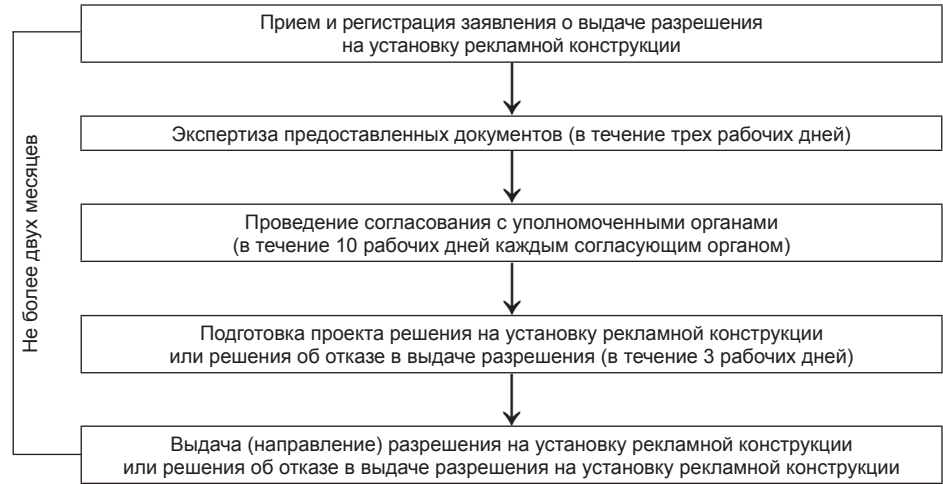 Прием и регистрация заявления о выдаче разрешения
на установку рекламной конструкции
Экспертиза предоставленных документов (в течение трех рабочих дней)
Не более двух месяцев
Проведение согласования с уполномоченными органами
(в течение 10 рабочих дней каждым согласующим органом)
Подготовка проекта решения на установку рекламной конструкции
или решения об отказе в выдаче разрешения (в течение 3 рабочих дней)
Выдача (направление) разрешения на установку рекламной конструкции
или решения об отказе в выдаче разрешения на установку рекламной конструкции